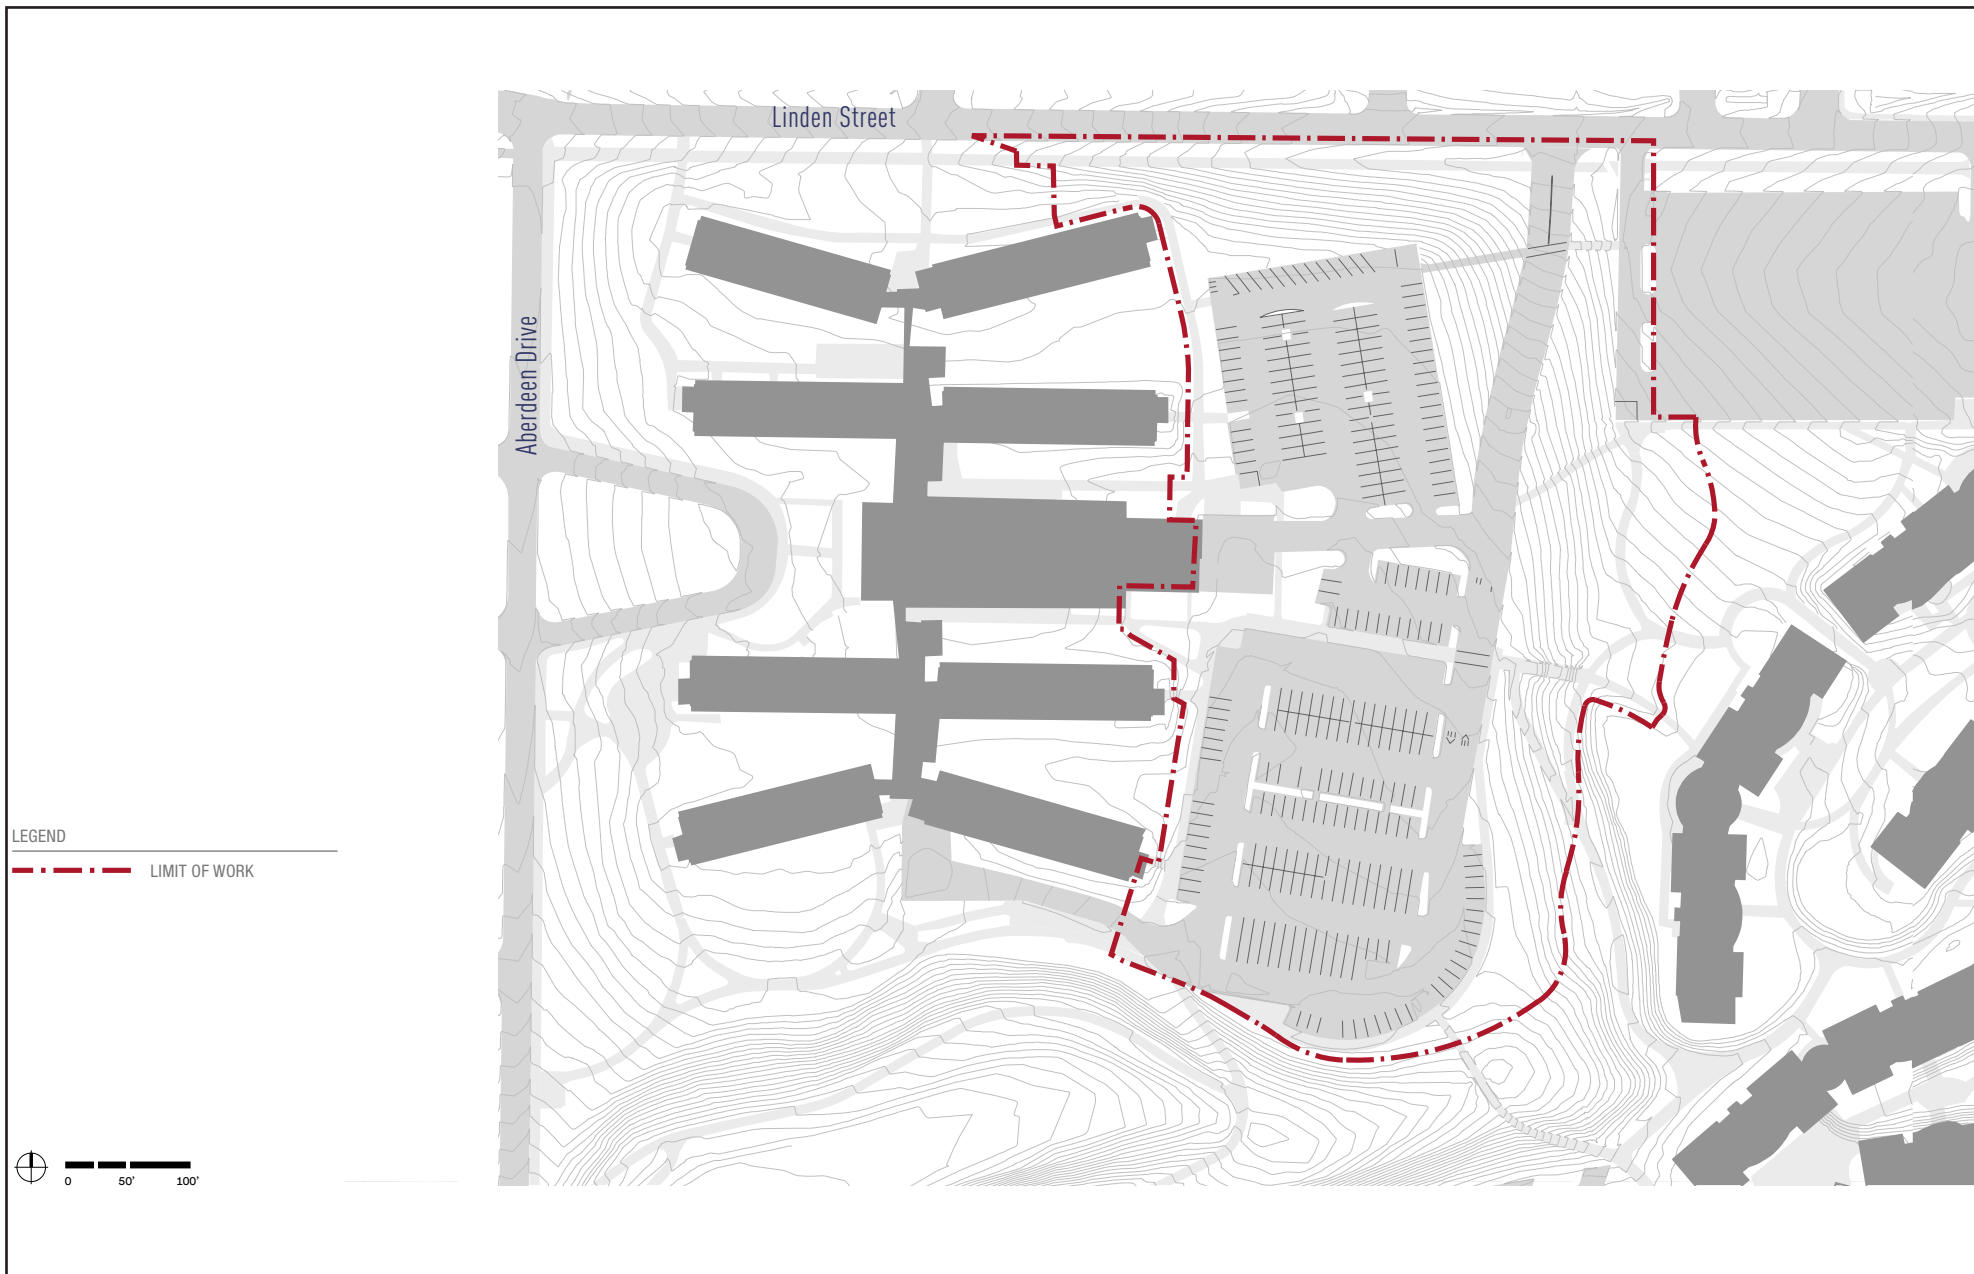 Linden Street
Aberdeen Drive
LEGEND
LIMIT OF WORK
0 50' 100'